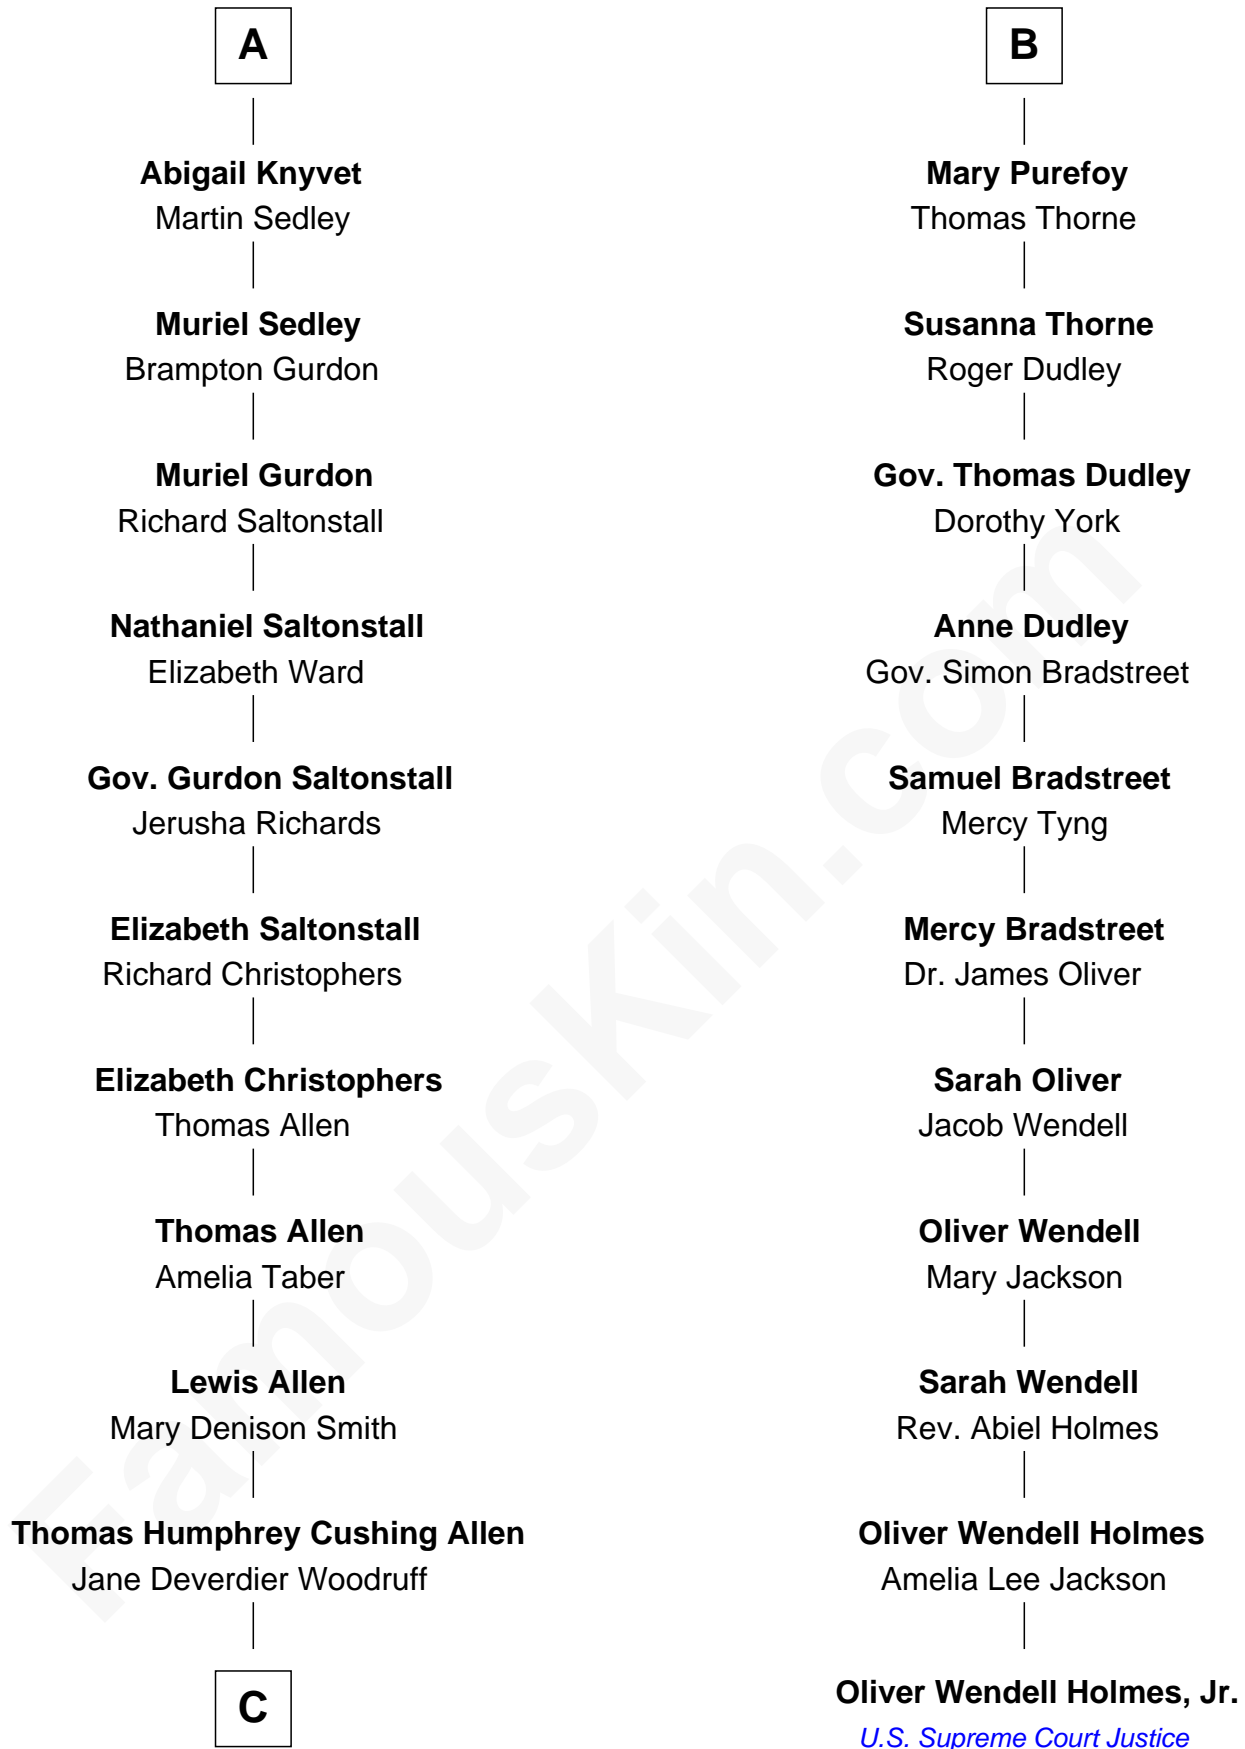 A
Abigail Knyvet
Martin Sedley
Muriel Sedley
Brampton Gurdon
Muriel Gurdon
Richard Saltonstall
Nathaniel Saltonstall
Elizabeth Ward
Gov. Gurdon Saltonstall
Jerusha Richards
Elizabeth Saltonstall
Richard Christophers
Elizabeth Christophers
Thomas Allen
Thomas Allen
Amelia Taber
Lewis Allen
Mary Denison Smith
Thomas Humphrey Cushing Allen
Jane Deverdier Woodruff
C
B
Mary Purefoy
Thomas Thorne
Susanna Thorne
Roger Dudley
Gov. Thomas Dudley
Dorothy York
Anne Dudley
Gov. Simon Bradstreet
Samuel Bradstreet
Mercy Tyng
Mercy Bradstreet
Dr. James Oliver
Sarah Oliver
Jacob Wendell
Oliver Wendell
Mary Jackson
Sarah Wendell
Rev. Abiel Holmes
Oliver Wendell Holmes
Amelia Lee Jackson
Oliver Wendell Holmes, Jr.
U.S. Supreme Court Justice
FamousKin.com